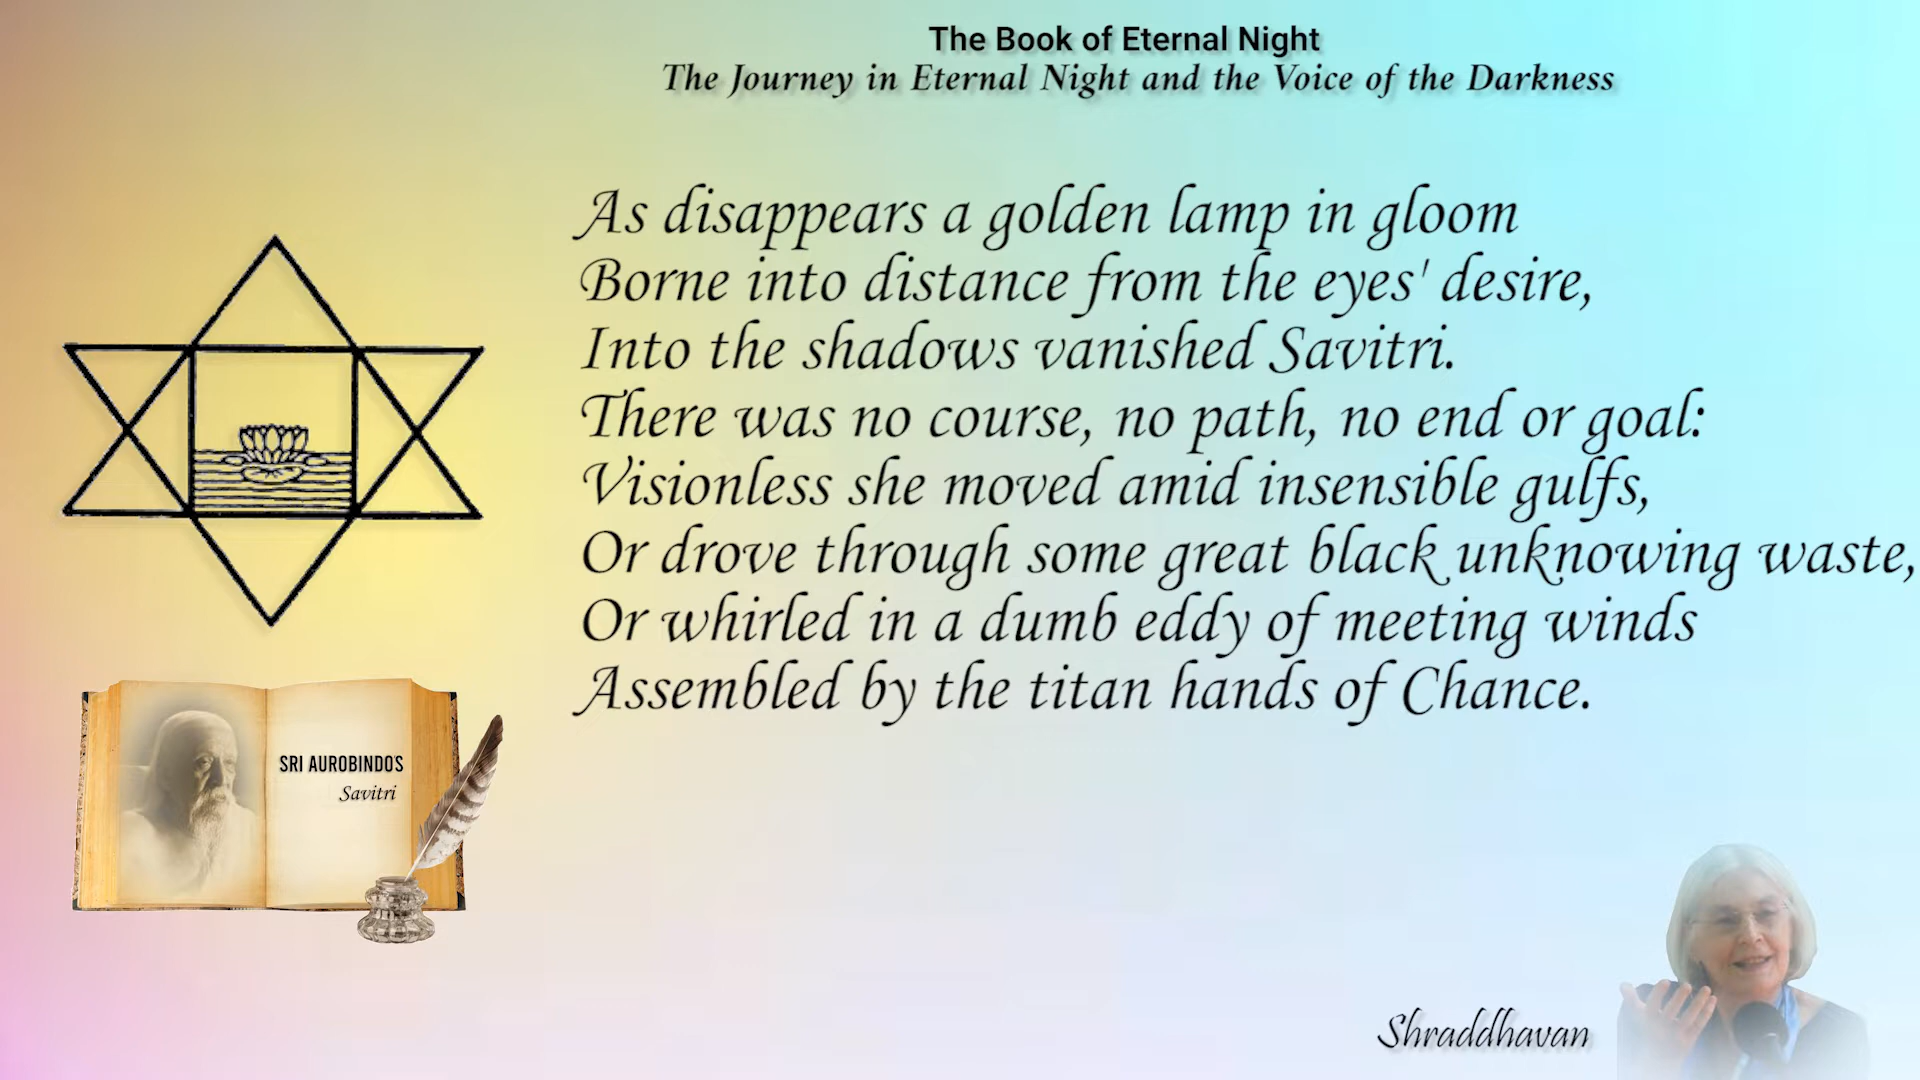 The Book of Eternal Night
The Journey in Eternal Night and the Voice of the Darkness
As disappears a golden lamp in gloom
Borne into distance from the eyes' desire,
Into the shadows vanished Savitri.
There was no course, no path, no end or goal:
Visionless she moved amid insensible gulfs,
Or drove through some great black unknowing waste,
Or whirled in a dumb eddy of meeting winds
Assembled by the titan hands of Chance.
SRI AUROBINDO'S
Savitri
Shraddhavan